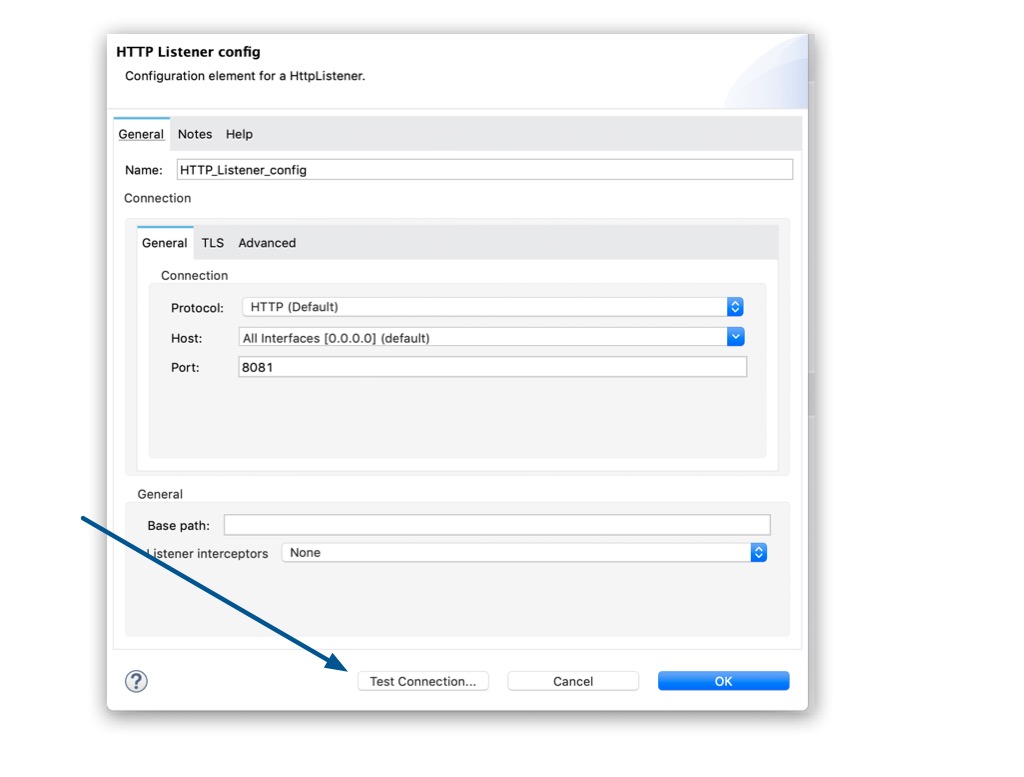 HTTP Listener config
Configuration element for a HttpListener.
General Notes Help
Name: HTTP_Listener_config
Connection
General TLS Advanced
Connection
Protocol: HTTP (Default)
Host: All Interfaces [0.0.0.0] (default)
Port: 8081
General
Base path:
Listener interceptors None
? Test Connection... Cancel OK